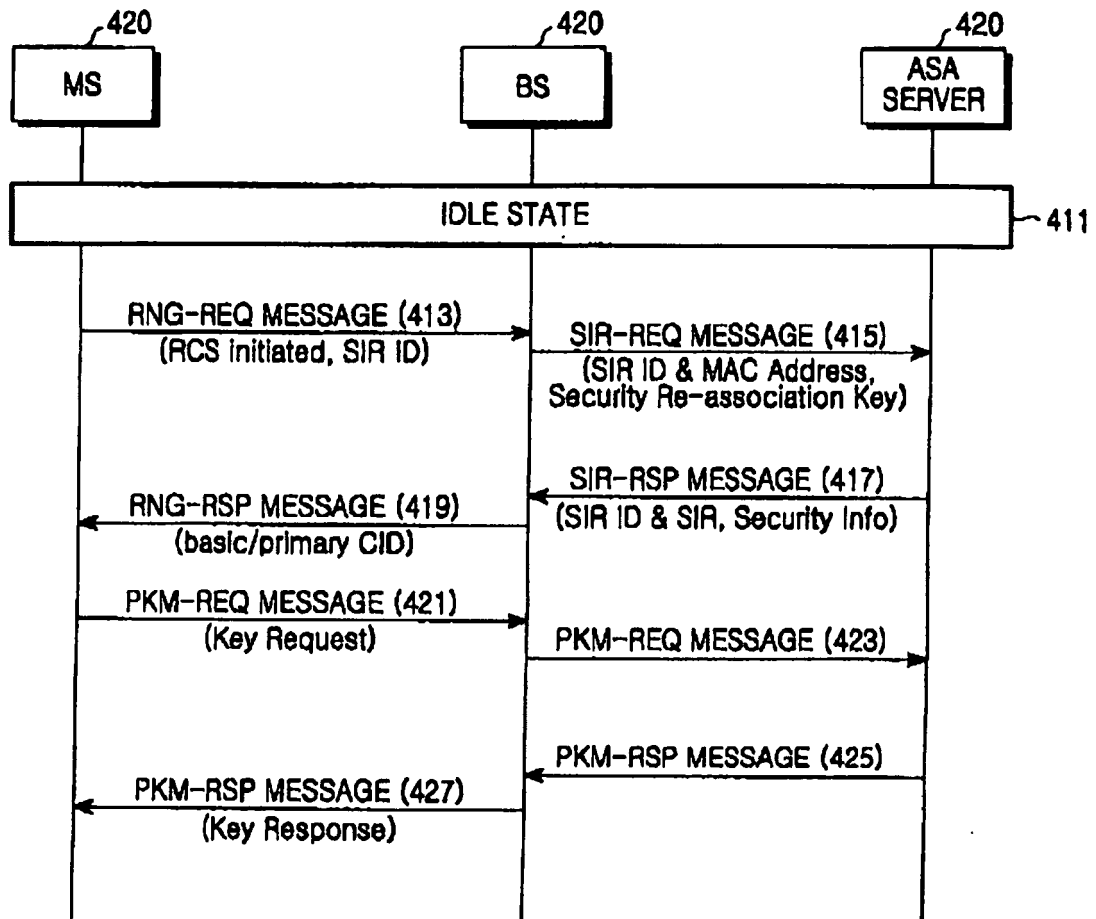 420
420
420
MS
BS
ASA
SERVER
IDLE STATE
411
RNG-REQ MESSAGE (413)
(RCS initiated, SIR ID)
SIR-REQ MESSAGE (415)
(SIR ID & MAC Address,
Security Re-association Key)
SIR-RSP MESSAGE (417)
(SIR ID & SIR, Security Info)
RNG-RSP MESSAGE (419)
(basic/primary CID)
PKM-REQ MESSAGE (421)
(Key Request)
PKM-REQ MESSAGE (423)
PKM-RSP MESSAGE (425)
PKM-RSP MESSAGE (427)
(Key Response)